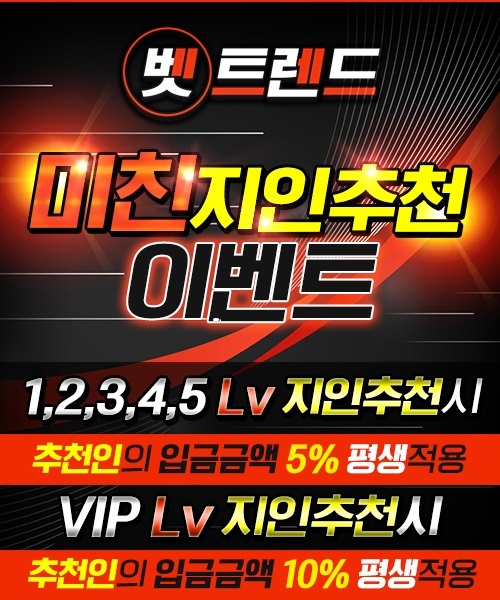 벳트렌드
미친지인추천
이벤트
1,2,3,4,5 Lv 지인추천시
추천인의 입금금액 5% 평생적용
VIP Lv 지인추천시
추천인의 입금금액 10% 평생적용